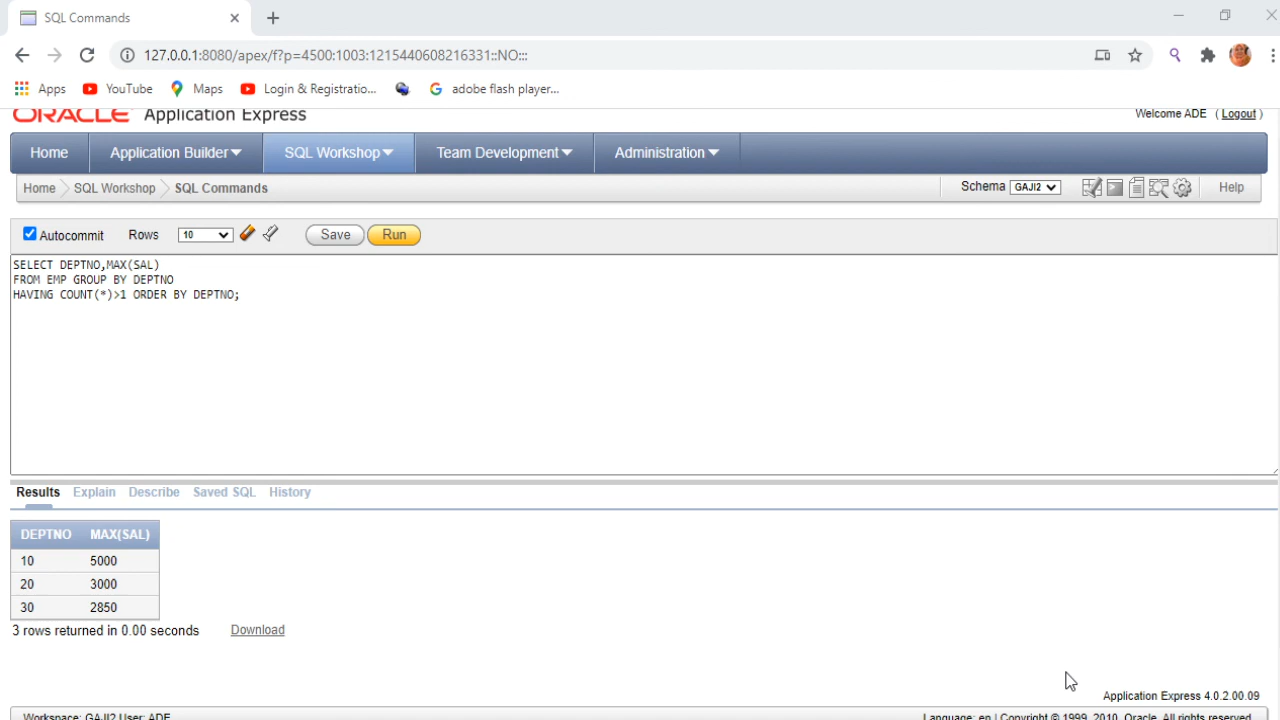 SQL Commands
127.0.0.1:8080/apex/f?p=4500:1003:1215440608216331::NO:::
Apps YouTube Maps Login & Registratio... adobe flash player...
ORACLE Application Express Welcome ADE ( Logout )
Home Application Builder SQL Workshop Team Development Administration
Home SQL Workshop SQL Commands Schema GAJI2 Help
Autocommit Rows 10 Save Run
SELECT DEPTNO,MAX(SAL)
FROM EMP GROUP BY DEPTNO
HAVING COUNT(*)>1 ORDER BY DEPTNO;
Results Explain Describe Saved SQL History
DEPTNO MAX(SAL)
10 5000
20 3000
30 2850
3 rows returned in 0.00 seconds Download
Application Express 4.0.2.00.09
Workspace: GAJI2 User: ADE Language: en | Copyright © 1999, 2010, Oracle. All rights reserved.